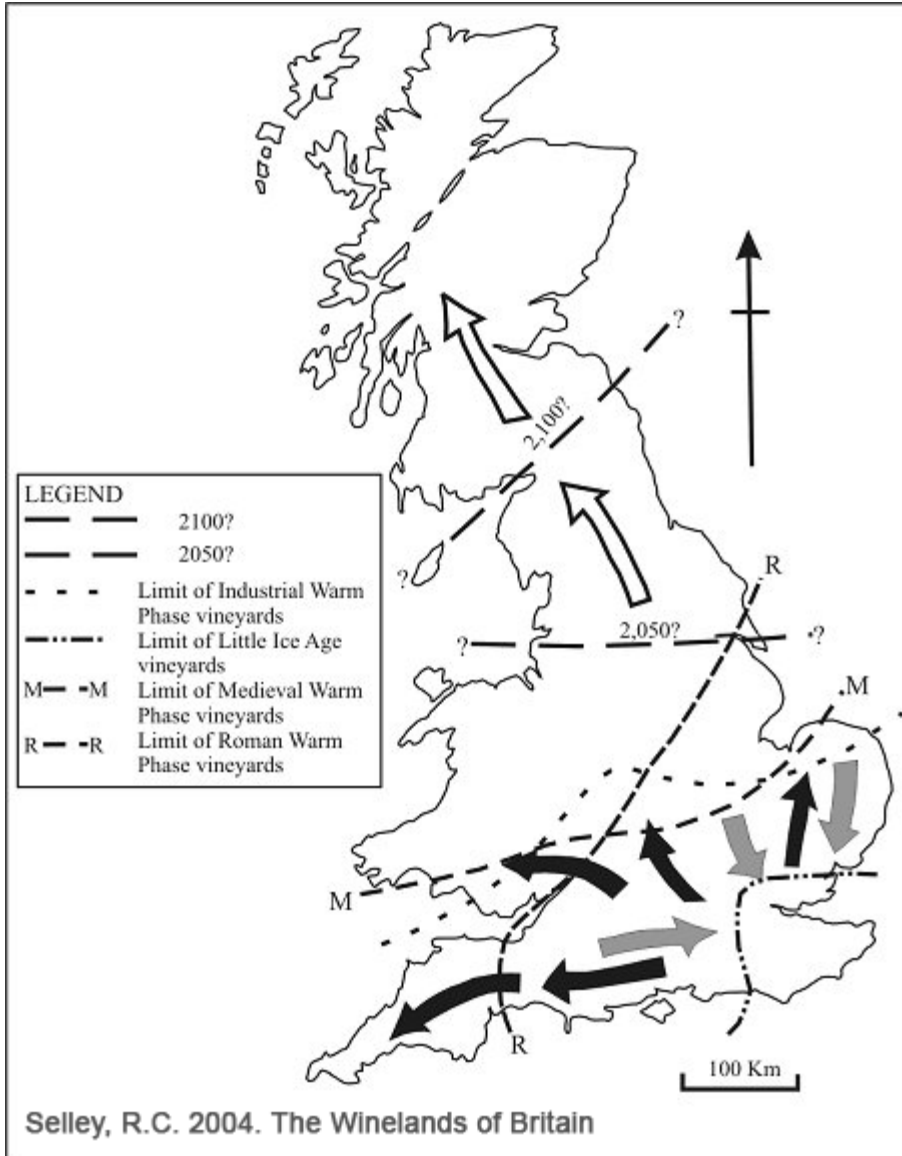 ?
2,100?
LEGEND
2100?
2050?
Limit of Industrial Warm
Phase vineyards
Limit of Little Ice Age
vineyards
M M Limit of Medieval Warm
Phase vineyards
R R Limit of Roman Warm
Phase vineyards
?
R
2,050?
? ?
M
M
R
100 Km
Selley, R.C. 2004. The Winelands of Britain